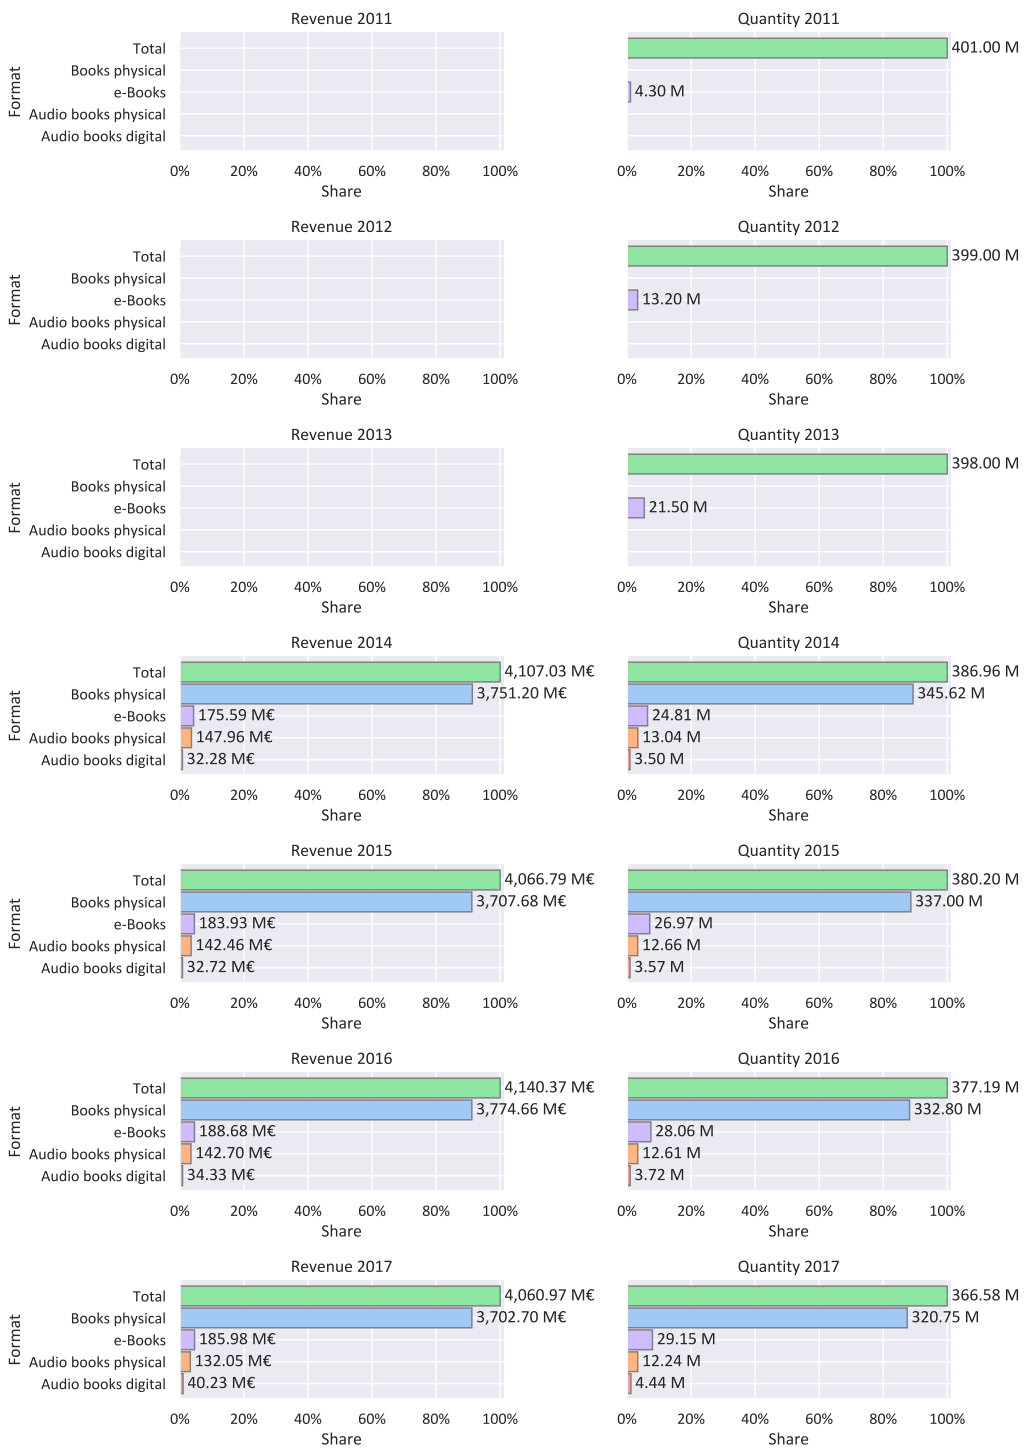 Revenue 2011
Quantity 2011
Format
Total
401.00 M
Books physical
e-Books
4.30 M
Audio books physical
Audio books digital
0% 20% 40% 60% 80% 100%
0% 20% 40% 60% 80% 100%
Share
Share
Revenue 2012
Quantity 2012
Format
Total
399.00 M
Books physical
e-Books
13.20 M
Audio books physical
Audio books digital
0% 20% 40% 60% 80% 100%
0% 20% 40% 60% 80% 100%
Share
Share
Revenue 2013
Quantity 2013
Format
Total
398.00 M
Books physical
e-Books
21.50 M
Audio books physical
Audio books digital
0% 20% 40% 60% 80% 100%
0% 20% 40% 60% 80% 100%
Share
Share
Revenue 2014
Quantity 2014
Format
Total
4,107.03 M€
386.96 M
Books physical
3,751.20 M€
345.62 M
e-Books
175.59 M€
24.81 M
Audio books physical
147.96 M€
13.04 M
Audio books digital
32.28 M€
3.50 M
0% 20% 40% 60% 80% 100%
0% 20% 40% 60% 80% 100%
Share
Share
Revenue 2015
Quantity 2015
Format
Total
4,066.79 M€
380.20 M
Books physical
3,707.68 M€
337.00 M
e-Books
183.93 M€
26.97 M
Audio books physical
142.46 M€
12.66 M
Audio books digital
32.72 M€
3.57 M
0% 20% 40% 60% 80% 100%
0% 20% 40% 60% 80% 100%
Share
Share
Revenue 2016
Quantity 2016
Format
Total
4,140.37 M€
377.19 M
Books physical
3,774.66 M€
332.80 M
e-Books
188.68 M€
28.06 M
Audio books physical
142.70 M€
12.61 M
Audio books digital
34.33 M€
3.72 M
0% 20% 40% 60% 80% 100%
0% 20% 40% 60% 80% 100%
Share
Share
Revenue 2017
Quantity 2017
Format
Total
4,060.97 M€
366.58 M
Books physical
3,702.70 M€
320.75 M
e-Books
185.98 M€
29.15 M
Audio books physical
132.05 M€
12.24 M
Audio books digital
40.23 M€
4.44 M
0% 20% 40% 60% 80% 100%
0% 20% 40% 60% 80% 100%
Share
Share